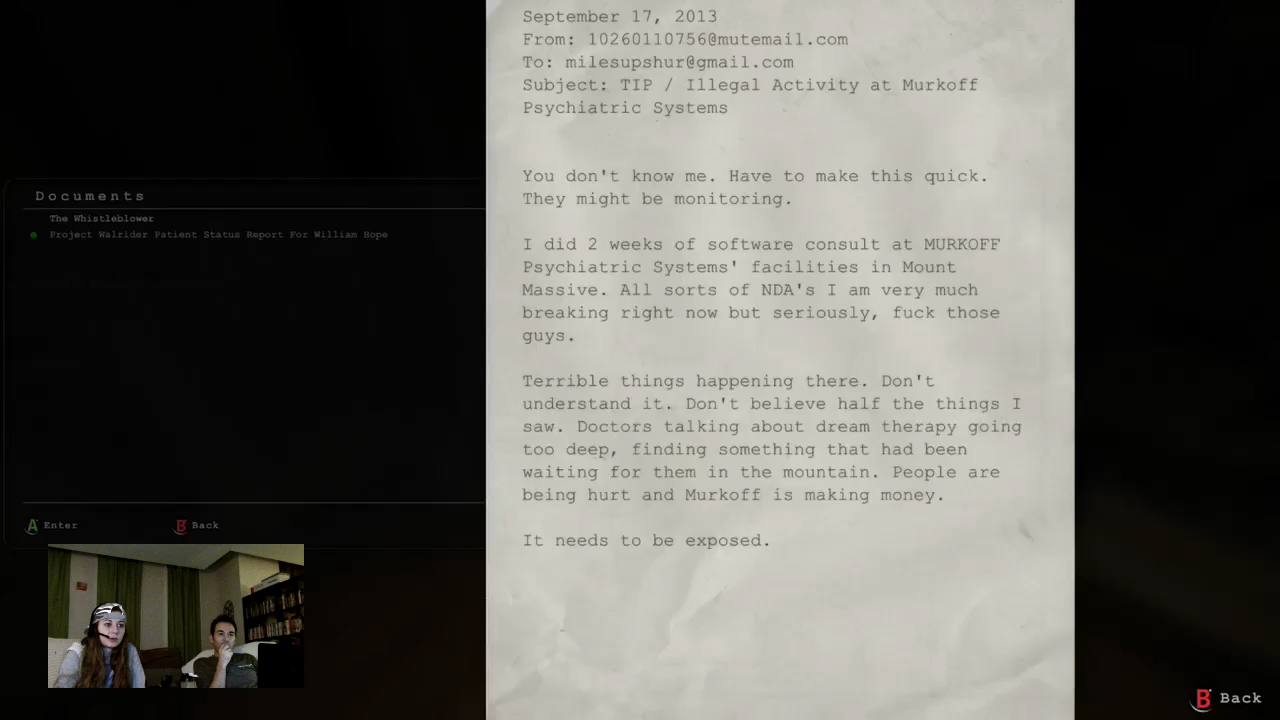 September 17, 2013
From: 10260110756@mutemail.com
To: milesupshur@gmail.com
Subject: TIP / Illegal Activity at Murkoff
Psychiatric Systems
You don't know me. Have to make this quick.
They might be monitoring.
I did 2 weeks of software consult at MURKOFF
Psychiatric Systems' facilities in Mount
Massive. All sorts of NDA's I am very much
breaking right now but seriously, fuck those
guys.
Terrible things happening there. Don't
understand it. Don't believe half the things I
saw. Doctors talking about dream therapy going
too deep, finding something that had been
waiting for them in the mountain. People are
being hurt and Murkoff is making money.
It needs to be exposed.
Documents
The Whistleblower
Project Walrider Patient Status Report For William Hope
A Enter
B Back
B Back